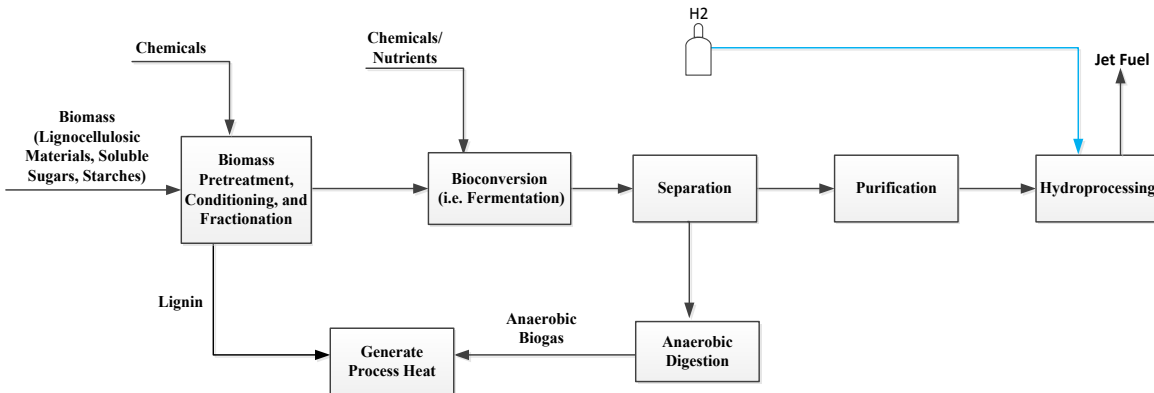 H2
Chemicals
Chemicals/
Nutrients
Jet Fuel
Biomass
(Lignocellulosic
Materials, Soluble
Sugars, Starches)
Biomass
Pretreatment,
Conditioning, and
Fractionation
Bioconversion
(i.e. Fermentation)
Separation
Purification
Hydroprocessing
Lignin
Generate
Process Heat
Anaerobic
Biogas
Anaerobic
Digestion